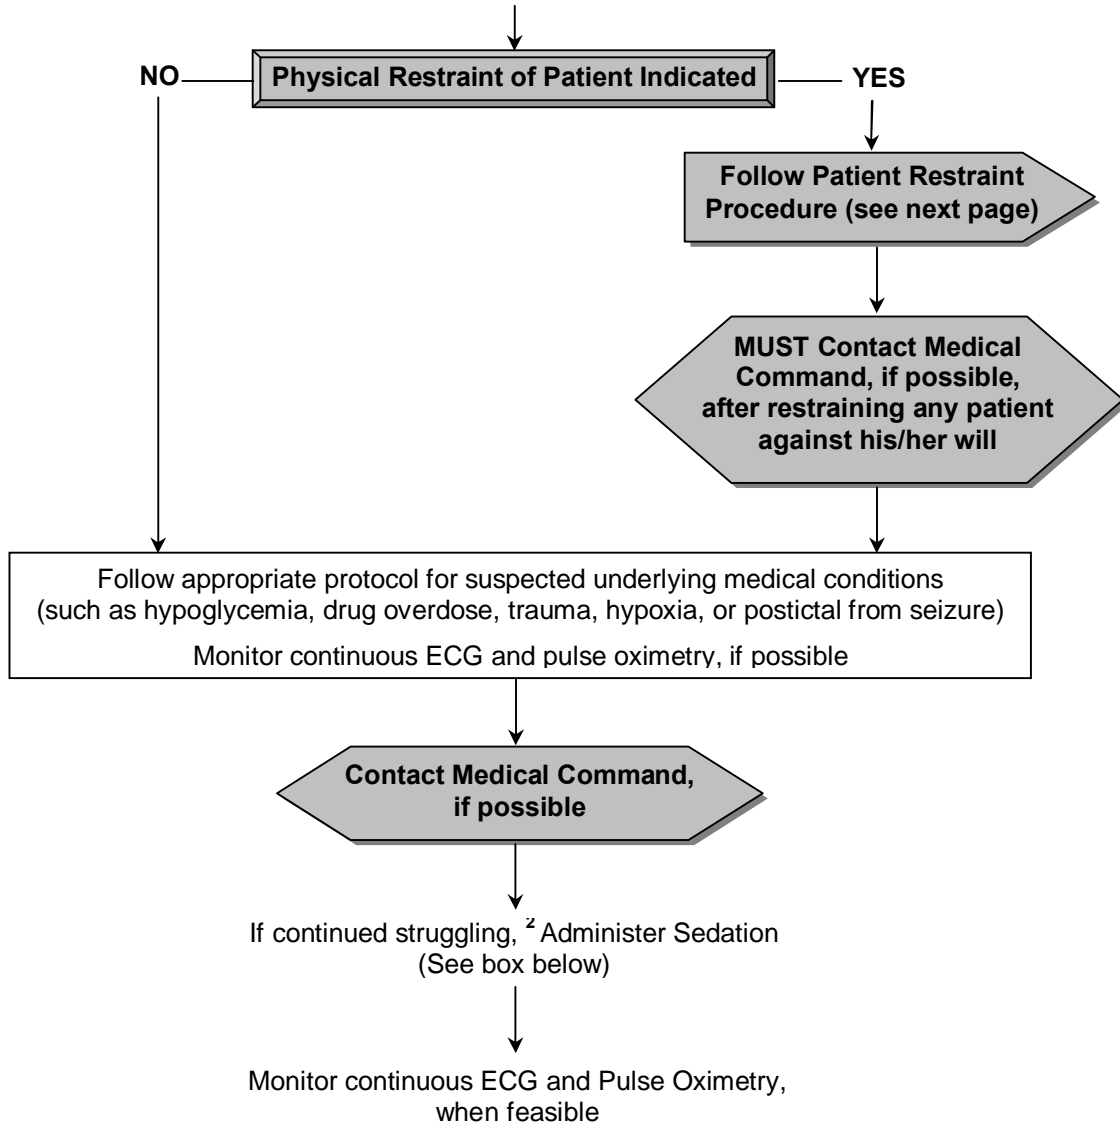 NO
Physical Restraint of Patient Indicated
YES
Follow Patient Restraint
Procedure (see next page)
MUST Contact Medical
Command, if possible,
after restraining any patient
against his/her will
Follow appropriate protocol for suspected underlying medical conditions
(such as hypoglycemia, drug overdose, trauma, hypoxia, or postictal from seizure)
Monitor continuous ECG and pulse oximetry, if possible
Contact Medical Command,
if possible
If continued struggling, ² Administer Sedation
(See box below)
Monitor continuous ECG and Pulse Oximetry,
when feasible